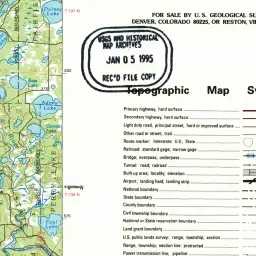 FOR SALE BY U. S. GEOLOGICAL SU
DENVER, COLORADO 80225, OR RESTON, VI
USGS AND HISTORICAL
MAP ARCHIVES
JAN 05 1995
REC'D FILE COPY
Topographic Map Sy
Primary highway, hard surface
Secondary highway, hard surface
Light duty road, principal street, hard or improved surface
Other road or street; trail
Route marker: Interstate; U.S.; State
Railroad: standard gage; narrow gage
Bridge; overpass; underpass
Tunnel: road; railroad
Built up area; locality; elevation
Airport; landing field; landing strip
National boundary
State boundary
County boundary
Civil township boundary
National or State reservation boundary
Land grant boundary
U.S. public lands survey: range, township; section
Range, township; section line: protracted
Power transmission line; pipeline